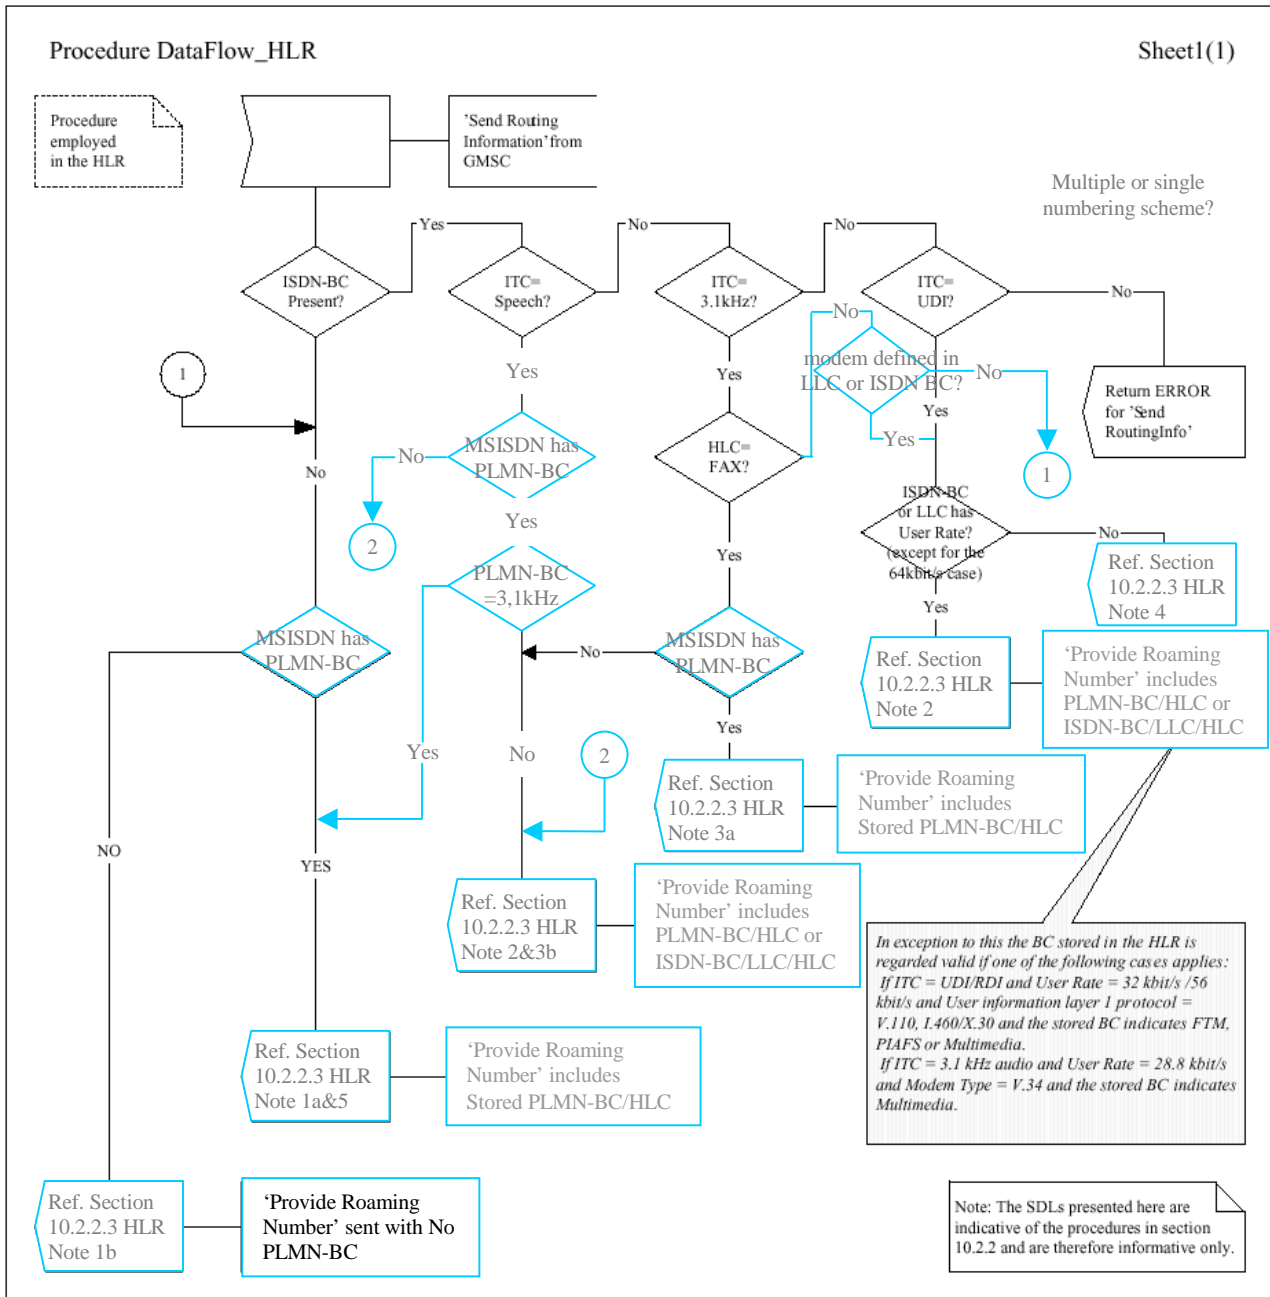 Procedure DataFlow_HLR
Sheet1(1)
Procedure
employed
in the HLR
'Send Routing
Information'from
GMSC
Multiple or single
numbering scheme?
Yes
No
No
ISDN-BC
Present?
ITC=
Speech?
ITC=
3.1kHz?
ITC=
UDI?
No
No
modem defined in
LLC or ISDN BC?
No
1
Yes
Yes
Yes
Return ERROR
for 'Send
RoutingInfo'
Yes
MSISDN has
PLMN-BC
No
HLC=
FAX?
No
1
2
Yes
ISDN-BC
or LLC has
User Rate?
(except for the
64kbit/s case)
No
Yes
PLMN-BC
=3,1kHz
Ref. Section
10.2.2.3 HLR
Note 4
Yes
MSISDN has
PLMN-BC
No
MSISDN has
PLMN-BC
Ref. Section
10.2.2.3 HLR
Note 2
‘Provide Roaming
Number’ includes
PLMN-BC/HLC or
ISDN-BC/LLC/HLC
Yes
Yes
No
2
Ref. Section
10.2.2.3 HLR
Note 3a
‘Provide Roaming
Number’ includes
Stored PLMN-BC/HLC
NO
YES
Ref. Section
10.2.2.3 HLR
Note 2&3b
‘Provide Roaming
Number’ includes
PLMN-BC/HLC or
ISDN-BC/LLC/HLC
In exception to this the BC stored in the HLR is
regarded valid if one of the following cases applies:
If ITC = UDI/RDI and User Rate = 32 kbit/s /56
kbit/s and User information layer 1 protocol =
V.110, I.460/X.30 and the stored BC indicates FTM,
PIAFS or Multimedia.
If ITC = 3.1 kHz audio and User Rate = 28.8 kbit/s
and Modem Type = V.34 and the stored BC indicates
Multimedia.
Ref. Section
10.2.2.3 HLR
Note 1a&5
‘Provide Roaming
Number’ includes
Stored PLMN-BC/HLC
Ref. Section
10.2.2.3 HLR
Note 1b
‘Provide Roaming
Number’ sent with No
PLMN-BC
Note: The SDLs presented here are
indicative of the procedures in section
10.2.2 and are therefore informative only.